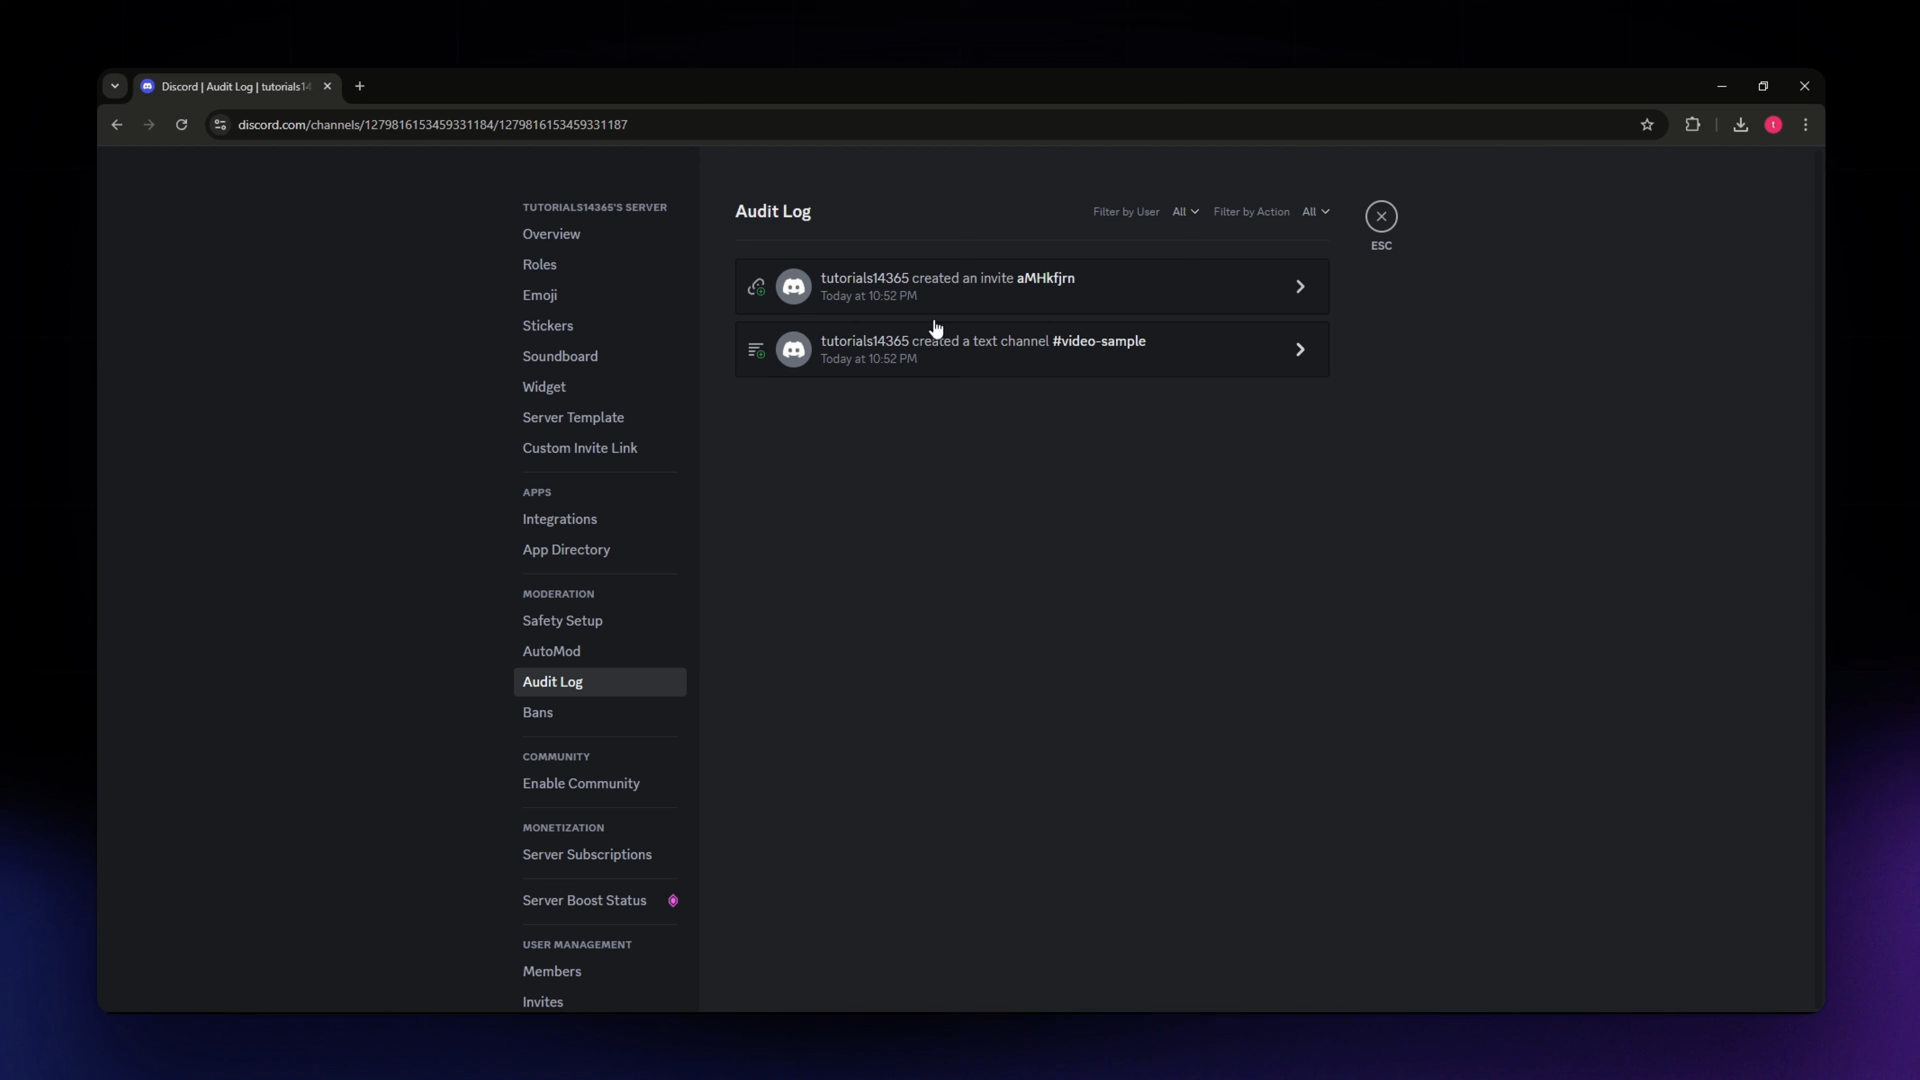 Discord | Audit Log | tutorials14
discord.com/channels/1279816153459331184/1279816153459331187
t
TUTORIALS14365'S SERVER
Overview
Roles
Emoji
Stickers
Soundboard
Widget
Server Template
Custom Invite Link
APPS
Integrations
App Directory
MODERATION
Safety Setup
AutoMod
Audit Log
Bans
COMMUNITY
Enable Community
MONETIZATION
Server Subscriptions
Server Boost Status
USER MANAGEMENT
Members
Invites
Audit Log
Filter by User All Filter by Action All
ESC
tutorials14365 created an invite aMHkfjrn
Today at 10:52 PM
tutorials14365 created a text channel #video-sample
Today at 10:52 PM